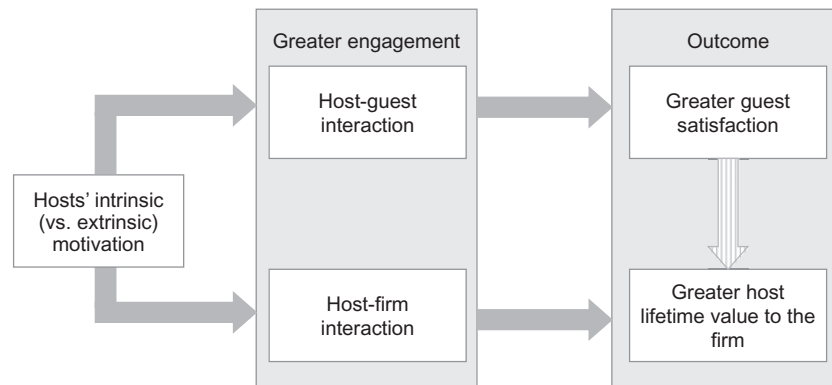 Greater engagement
Outcome
Host-guest
interaction
Greater guest
satisfaction
Hosts’ intrinsic
(vs. extrinsic)
motivation
Host-firm
interaction
Greater host
lifetime value to the
firm